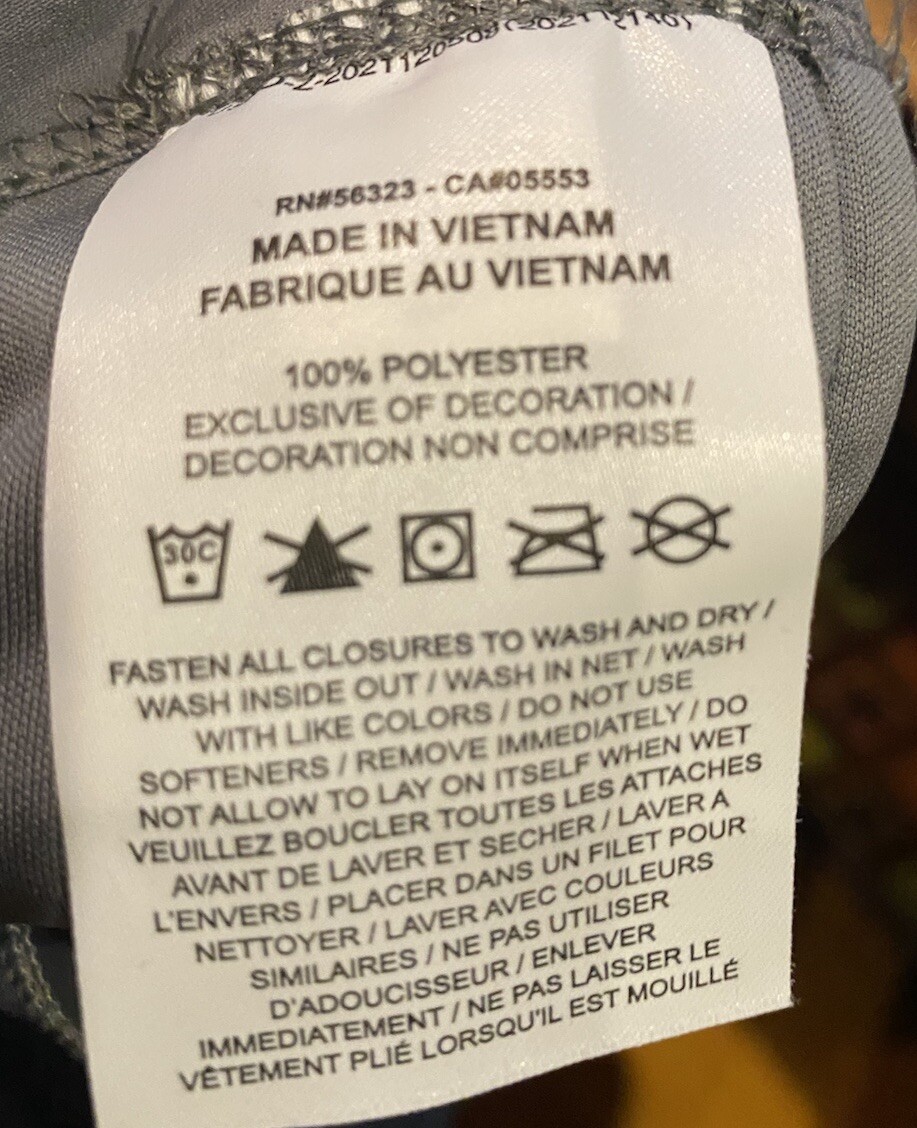 RN#56323 - CA#05553
MADE IN VIETNAM
FABRIQUE AU VIETNAM
100% POLYESTER
EXCLUSIVE OF DECORATION /
DECORATION NON COMPRISE
30C
FASTEN ALL CLOSURES TO WASH AND DRY /
WASH INSIDE OUT / WASH IN NET / WASH
WITH LIKE COLORS / DO NOT USE
SOFTENERS / REMOVE IMMEDIATELY / DO
NOT ALLOW TO LAY ON ITSELF WHEN WET
VEUILLEZ BOUCLER TOUTES LES ATTACHES
AVANT DE LAVER ET SECHER / LAVER A
L'ENVERS / PLACER DANS UN FILET POUR
NETTOYER / LAVER AVEC COULEURS
SIMILAIRES / NE PAS UTILISER
D'ADOUCISSEUR / ENLEVER
IMMEDIATEMENT / NE PAS LAISSER LE
VÊTEMENT PLIÉ LORSQU'IL EST MOUILLÉ